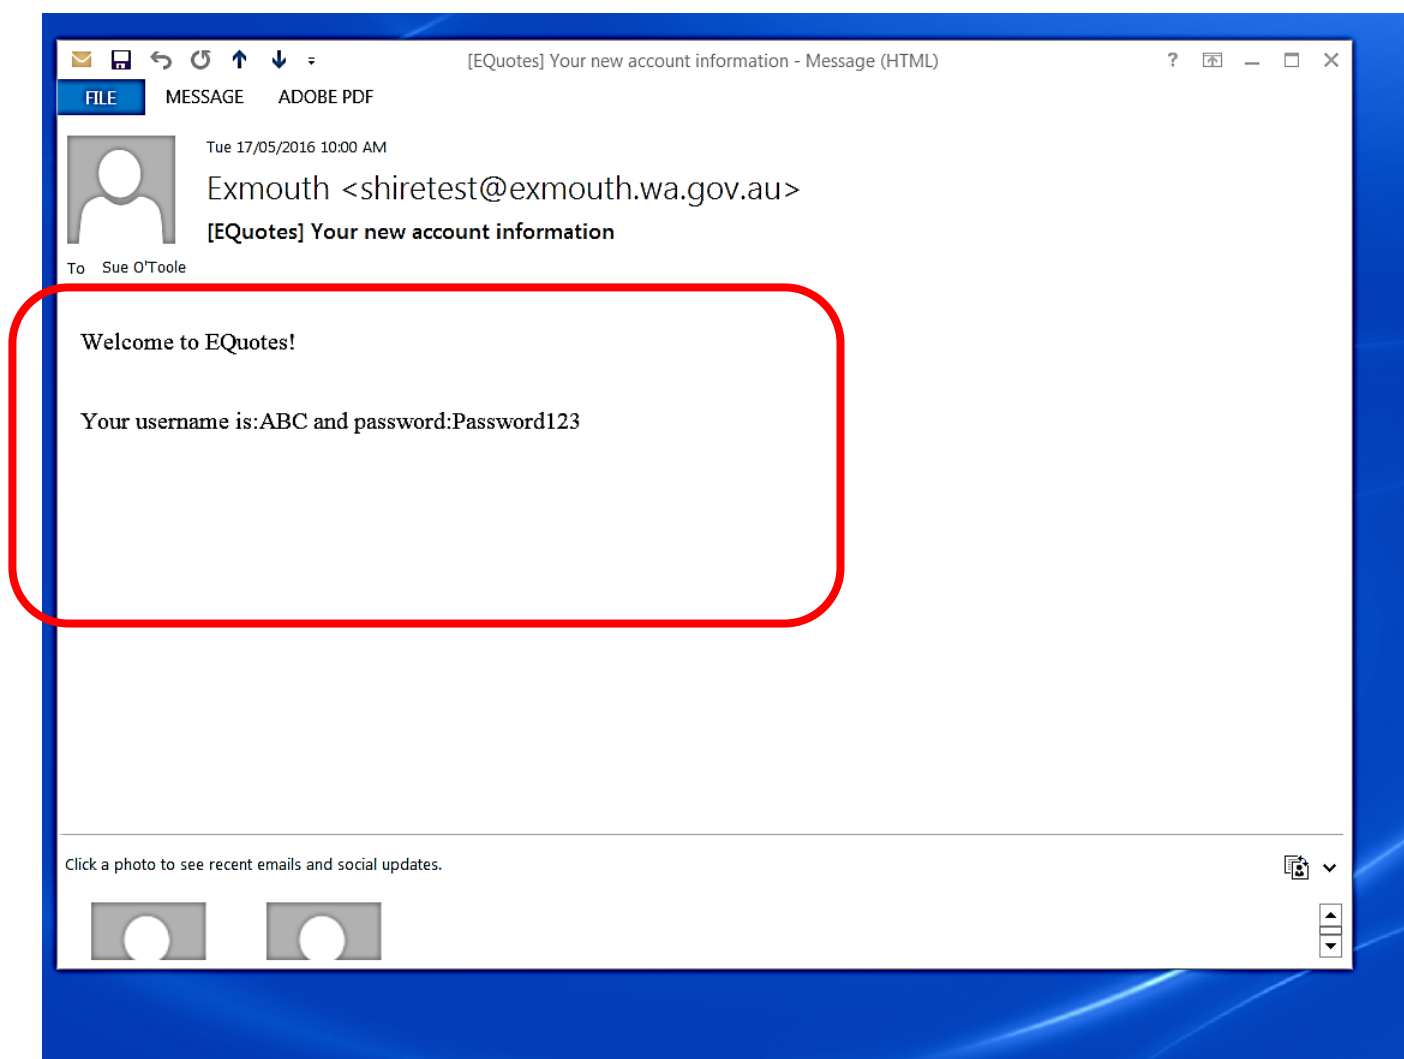 [EQuotes] Your new account information - Message (HTML)
?
FILE MESSAGE ADOBE PDF
Tue 17/05/2016 10:00 AM
Exmouth <shiretest@exmouth.wa.gov.au>
[EQuotes] Your new account information
To Sue O'Toole
Welcome to EQuotes!
Your username is:ABC and password:Password123
Click a photo to see recent emails and social updates.